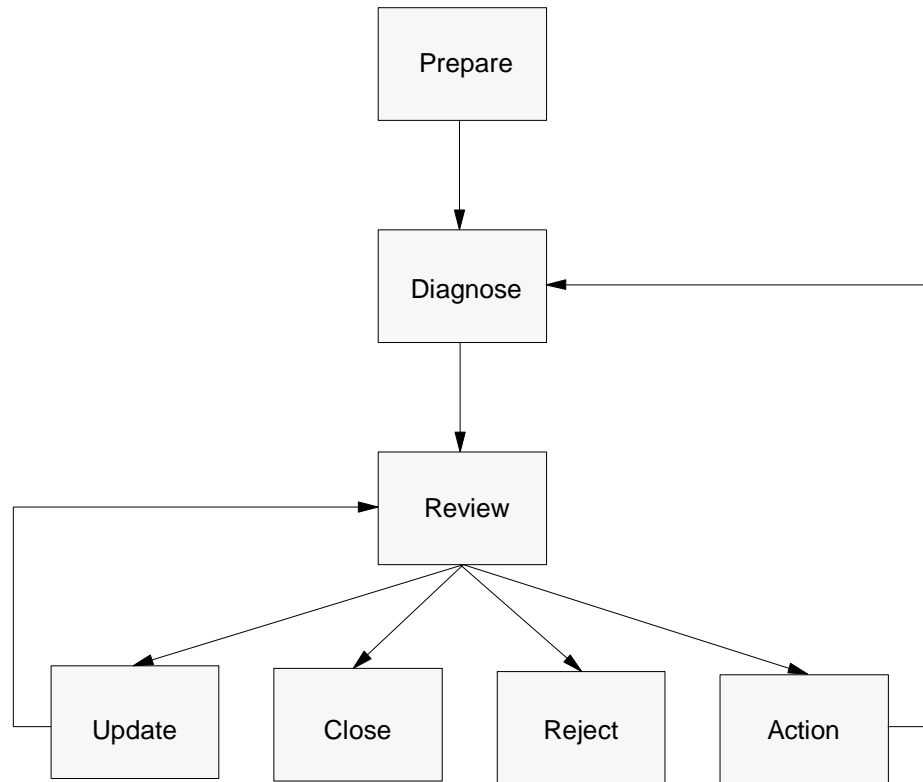 Prepare
Diagnose
Review
Update
Close
Reject
Action